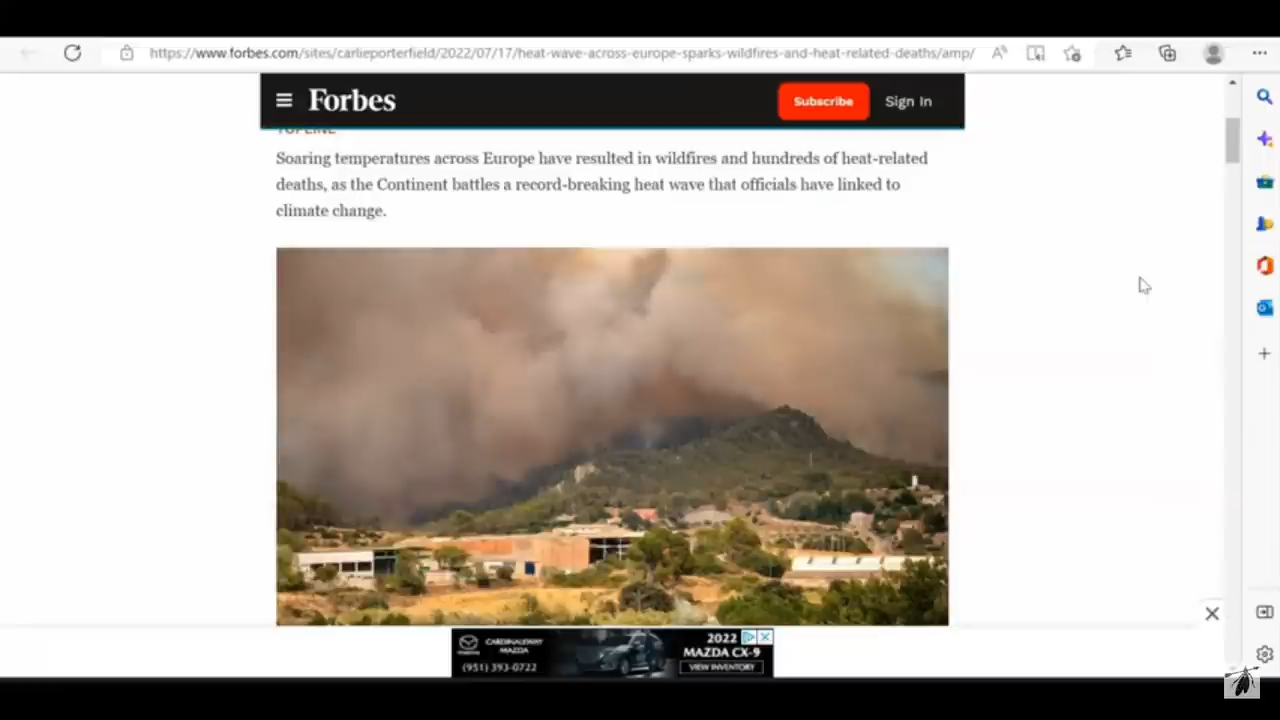 https://www.forbes.com/sites/carlieporterfield/2022/07/17/heat-wave-across-europe-sparks-wildfires-and-heat-related-deaths/amp/
Forbes
Subscribe
Sign In
TOPLINE
Soaring temperatures across Europe have resulted in wildfires and hundreds of heat-related
deaths, as the Continent battles a record-breaking heat wave that officials have linked to
climate change.
CARDINALEWAY
MAZDA
(951) 393-0722
2022
MAZDA CX-9
VIEW INVENTORY